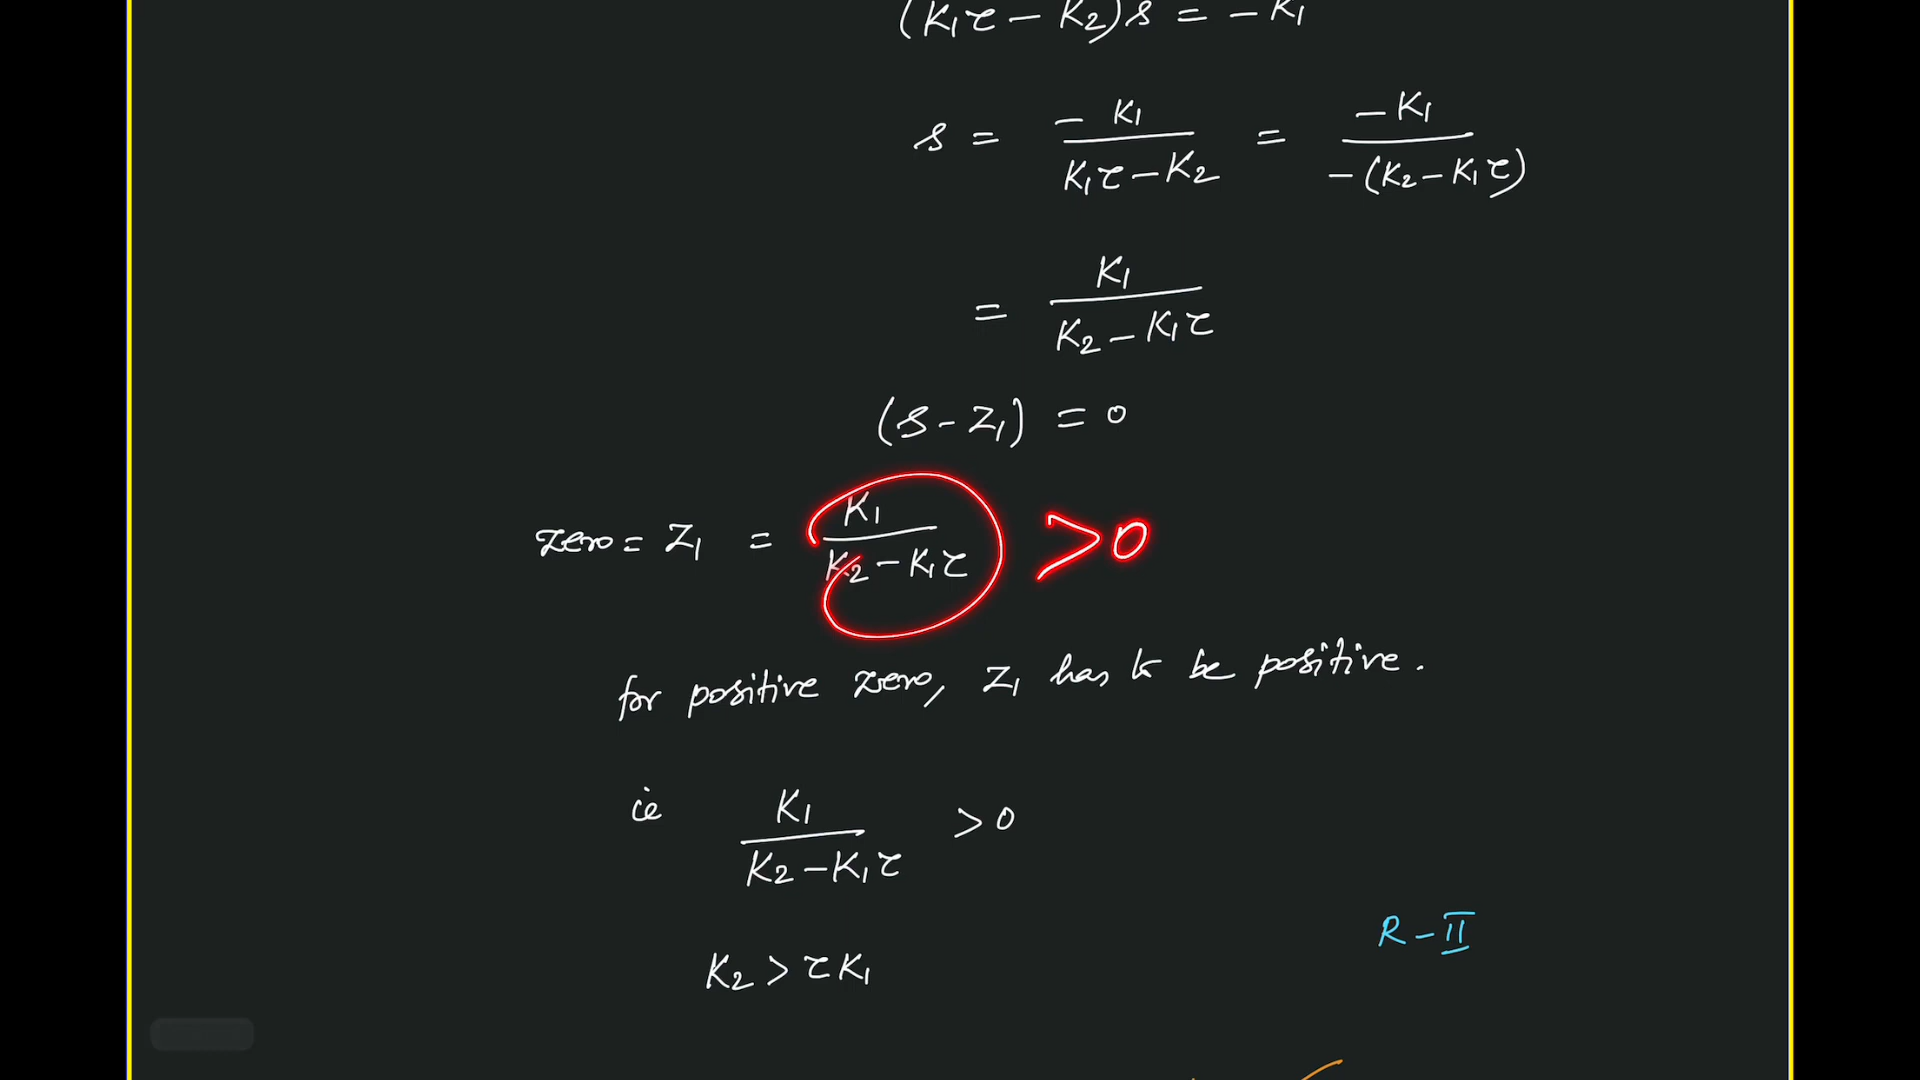 (K₁τ − K₂)s = − K₁
s = − K₁ / K₁τ − K₂ = − K₁ / −(K₂ − K₁τ)
= K₁ / K₂ − K₁τ
(s − Z₁) = 0
zero = Z₁ = K₁ / K₂ − K₁τ > 0
for positive zero, Z₁ has to be positive.
ie K₁ / K₂ − K₁τ > 0
R − II
K₂ > τK₁